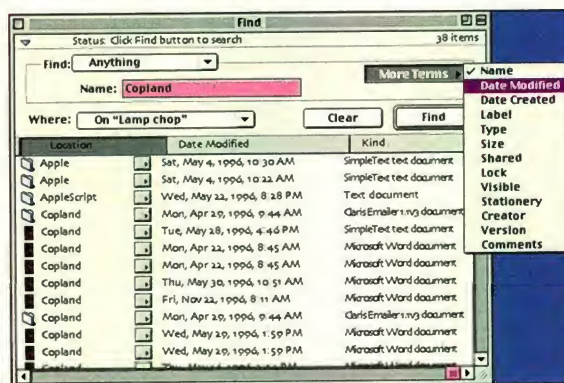 Find
Status: Click Find button to search
38 items
Find: Anything
More Terms
Name: Copland
Where: On “Lamp chop”
Clear
Find
Name
Date Modified
Date Created
Label
Type
Size
Shared
Lock
Visible
Stationery
Creator
Version
Comments
Location Date Modified Kind
Apple Sat, May 4, 1996, 10:30 AM SimpleText text document
Apple Sat, May 4, 1996, 10:22 AM SimpleText text document
AppleScript Wed, May 22, 1996, 8:28 PM Text document
Copland Mon, Apr 29, 1996, 9:44 AM Claris Emailer 1.1v3 document
Copland Tue, May 28, 1996, 4:46 PM SimpleText text document
Copland Mon, Apr 22, 1996, 8:45 AM Microsoft Word document
Copland Mon, Apr 22, 1996, 8:45 AM Microsoft Word document
Copland Thu, May 30, 1996, 10:51 AM Microsoft Word document
Copland Fri, Nov 22, 1996, 8:11 AM Microsoft Word document
Copland Mon, Apr 29, 1996, 9:44 AM Claris Emailer 1.1v3 document
Copland Wed, May 29, 1996, 1:59 PM Microsoft Word document
Copland Wed, May 29, 1996, 1:59 PM Microsoft Word document